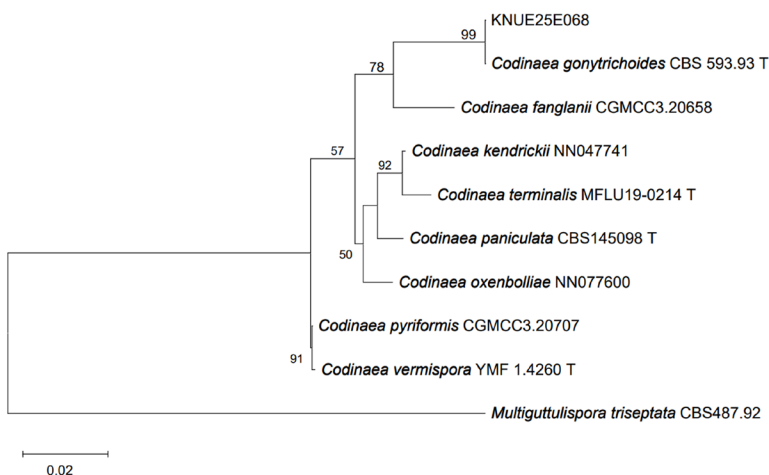 KNUE25E068
99
Codinaea gonytrichoides CBS 593.93 T
78
Codinaea fanglanii CGMCC3.20658
57
Codinaea kendrickii NN047741
92
Codinaea terminalis MFLU19-0214 T
Codinaea paniculata CBS145098 T
50
Codinaea oxenbolliae NN077600
Codinaea pyriformis CGMCC3.20707
91
Codinaea vermispora YMF 1.4260 T
Multiguttulispora triseptata CBS487.92
0.02